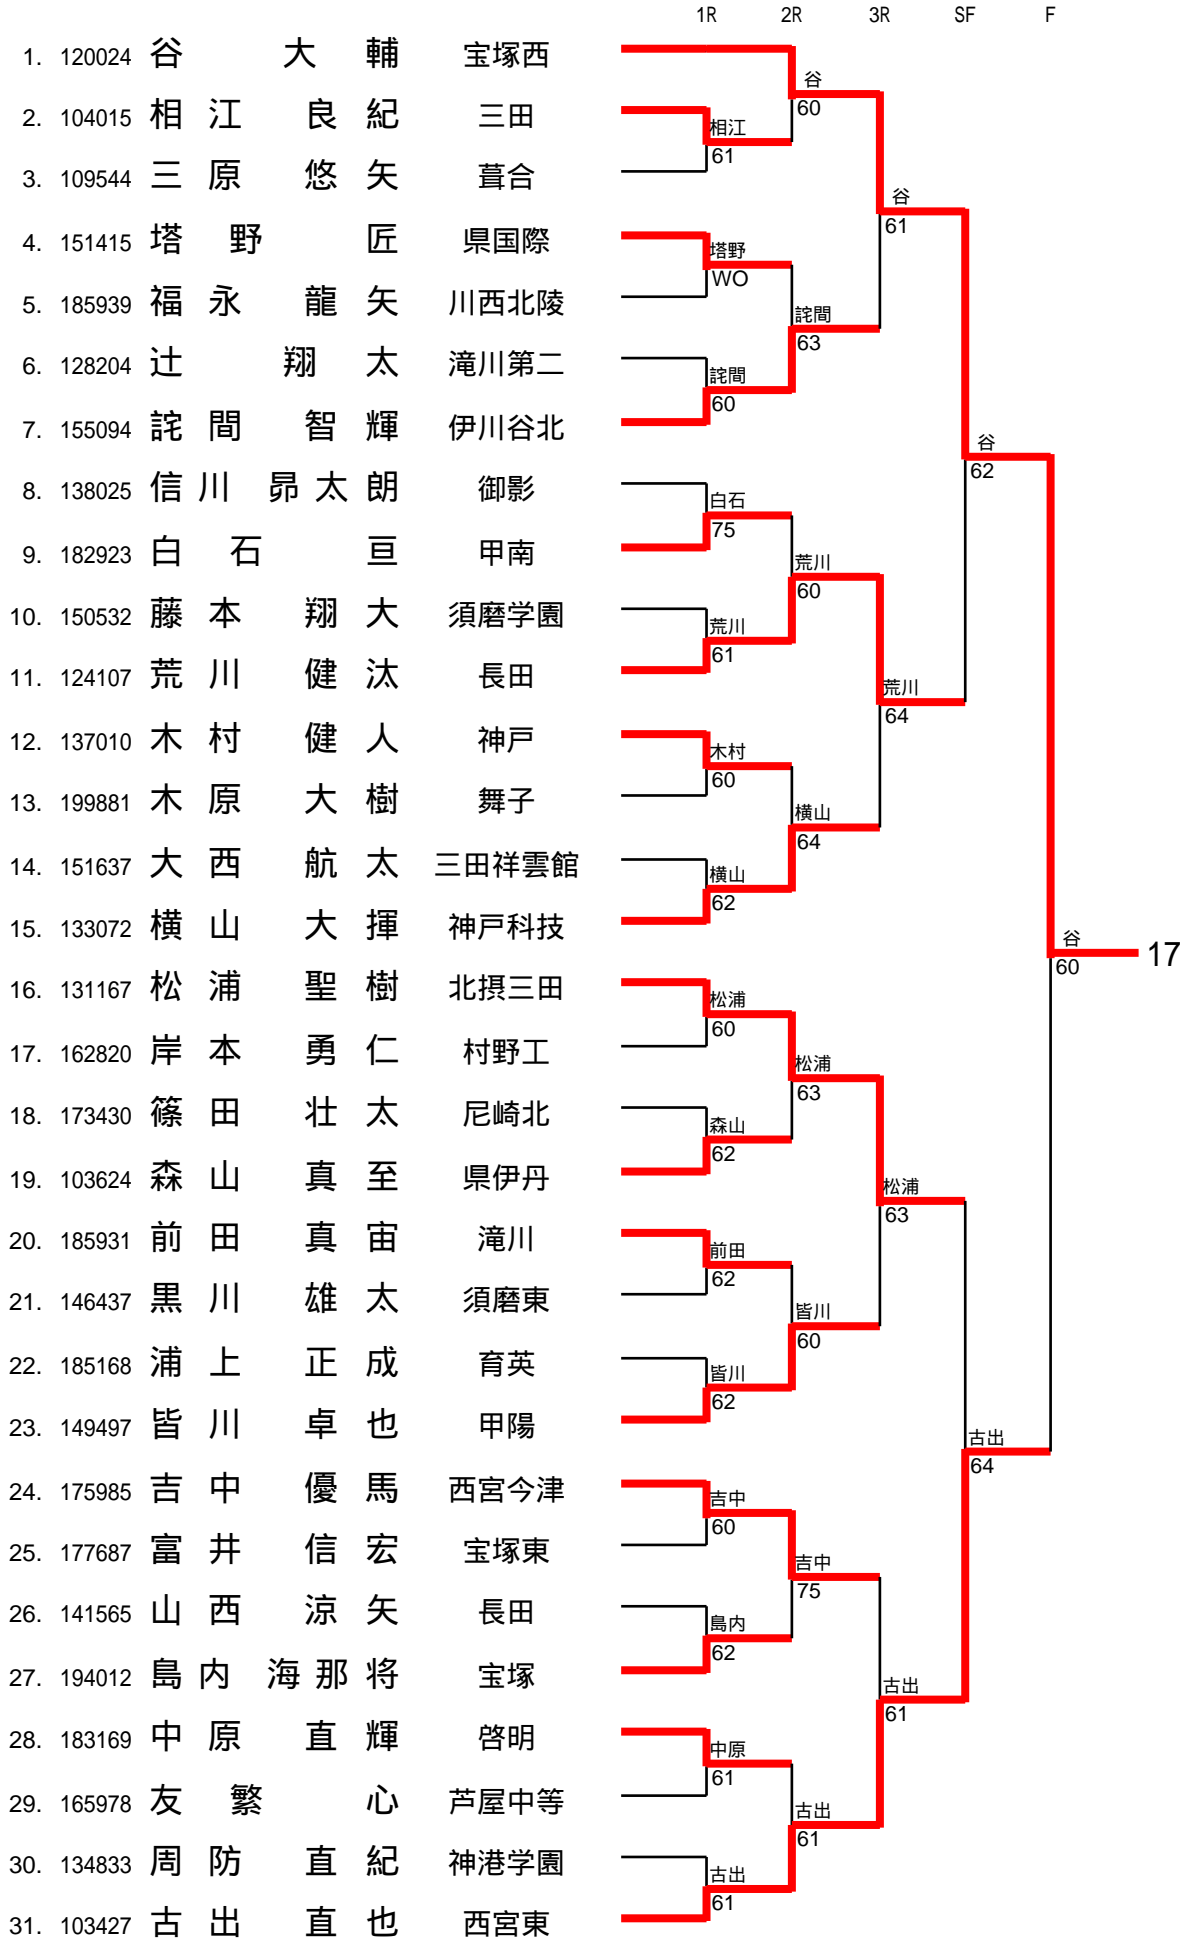 1R 2R 3R SF F
1. 120024 谷 大 輔 宝塚西
谷
60
2. 104015 相 江 良 紀 三田
相江
61
3. 109544 三 原 悠 矢 葺合
谷
61
4. 151415 塔 野 匠 県国際
塔野
WO
5. 185939 福 永 龍 矢 川西北陵
詫間
63
6. 128204 辻 翔 太 滝川第二
詫間
60
7. 155094 詫 間 智 輝 伊川谷北
谷
62
8. 138025 信 川 昴 太 朗 御影
白石
75
9. 182923 白 石 亘 甲南
荒川
60
10. 150532 藤 本 翔 大 須磨学園
荒川
61
11. 124107 荒 川 健 汰 長田
荒川
64
12. 137010 木 村 健 人 神戸
木村
60
13. 199881 木 原 大 樹 舞子
横山
64
14. 151637 大 西 航 太 三田祥雲館
横山
62
15. 133072 横 山 大 揮 神戸科技
谷
60
17
16. 131167 松 浦 聖 樹 北摂三田
松浦
60
17. 162820 岸 本 勇 仁 村野工
松浦
63
18. 173430 篠 田 壮 太 尼崎北
森山
62
19. 103624 森 山 真 至 県伊丹
松浦
63
20. 185931 前 田 真 宙 滝川
前田
62
21. 146437 黒 川 雄 太 須磨東
皆川
60
22. 185168 浦 上 正 成 育英
皆川
62
23. 149497 皆 川 卓 也 甲陽
古出
64
24. 175985 吉 中 優 馬 西宮今津
吉中
60
25. 177687 富 井 信 宏 宝塚東
吉中
75
26. 141565 山 西 涼 矢 長田
島内
62
27. 194012 島 内 海 那 将 宝塚
古出
61
28. 183169 中 原 直 輝 啓明
中原
61
29. 165978 友 繁 心 芦屋中等
古出
61
30. 134833 周 防 直 紀 神港学園
古出
61
31. 103427 古 出 直 也 西宮東